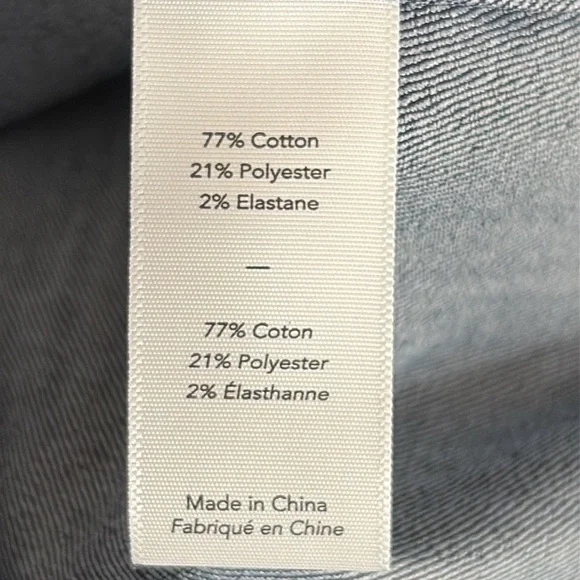 77% Cotton
21% Polyester
2% Elastane
—
77% Coton
21% Polyester
2% Élasthanne
Made in China
Fabriqué en Chine